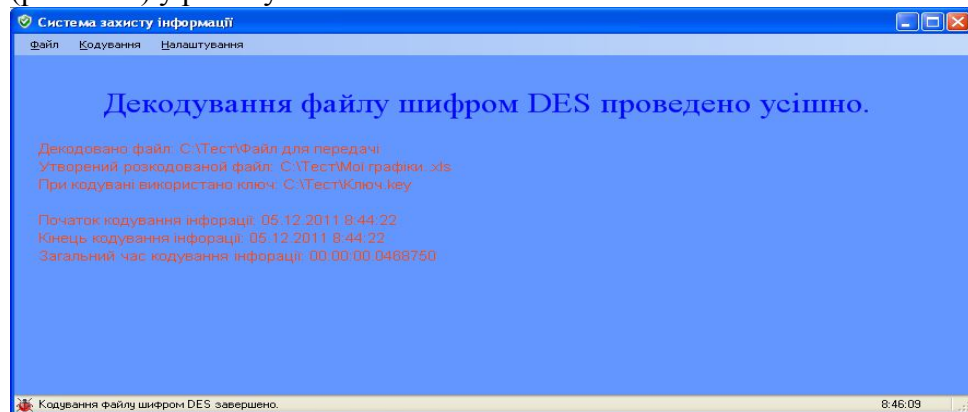 Система захисту інформації
Файл Кодування Налаштування
Декодування файлу шифром DES проведено усішно.
Декодовано файл: C:\Тест\Файл для передачі
Утворений розкодованой файл: C:\Тест\Мої графіки .xls
При кодувані використано ключ: C:\Тест\Ключ.key
Початок кодування інфорації: 05.12.2011 8:44:22
Кінець кодування інфорації: 05.12.2011 8:44:22
Загальний час кодування інфорації: 00:00:00.0468750
Кодування файлу шифром DES завершено. 8:46:09